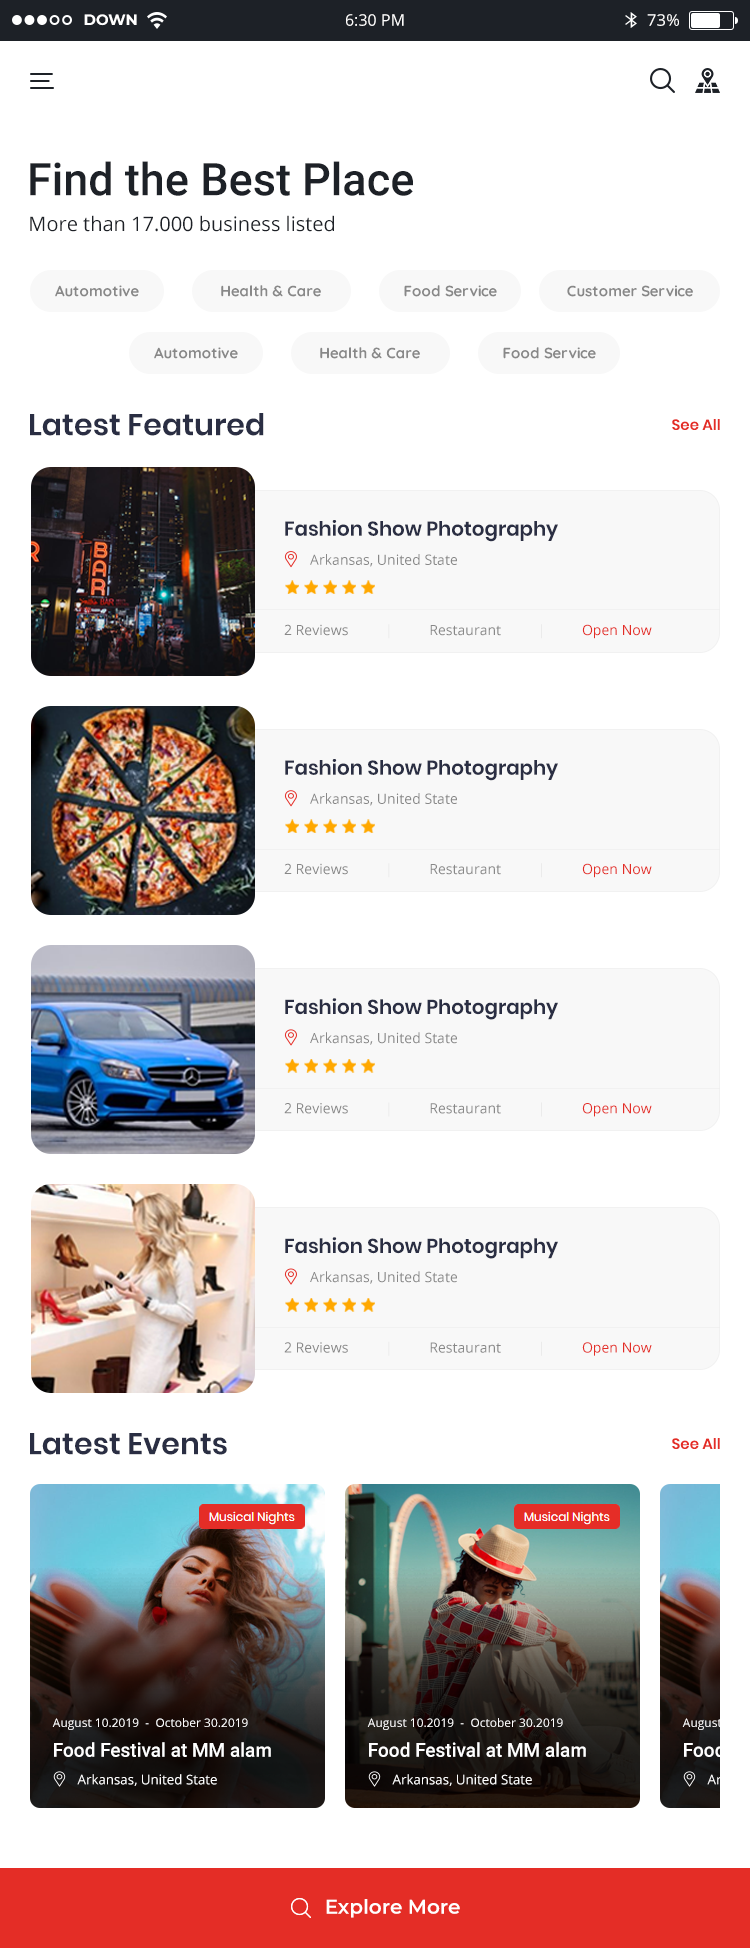 DOWN 6:30 PM 73%
Find the Best Place
More than 17.000 business listed
Automotive Health & Care Food Service Customer Service
Automotive Health & Care Food Service
Latest Featured See All
BAR
BAR
Fashion Show Photography
Arkansas, United State
2 Reviews Restaurant Open Now
Fashion Show Photography
Arkansas, United State
2 Reviews Restaurant Open Now
Fashion Show Photography
Arkansas, United State
2 Reviews Restaurant Open Now
Fashion Show Photography
Arkansas, United State
2 Reviews Restaurant Open Now
Latest Events See All
Musical Nights
August 10.2019 - October 30.2019
Food Festival at MM alam
Arkansas, United State
Musical Nights
August 10.2019 - October 30.2019
Food Festival at MM alam
Arkansas, United State
August
Food
Ar
Explore More